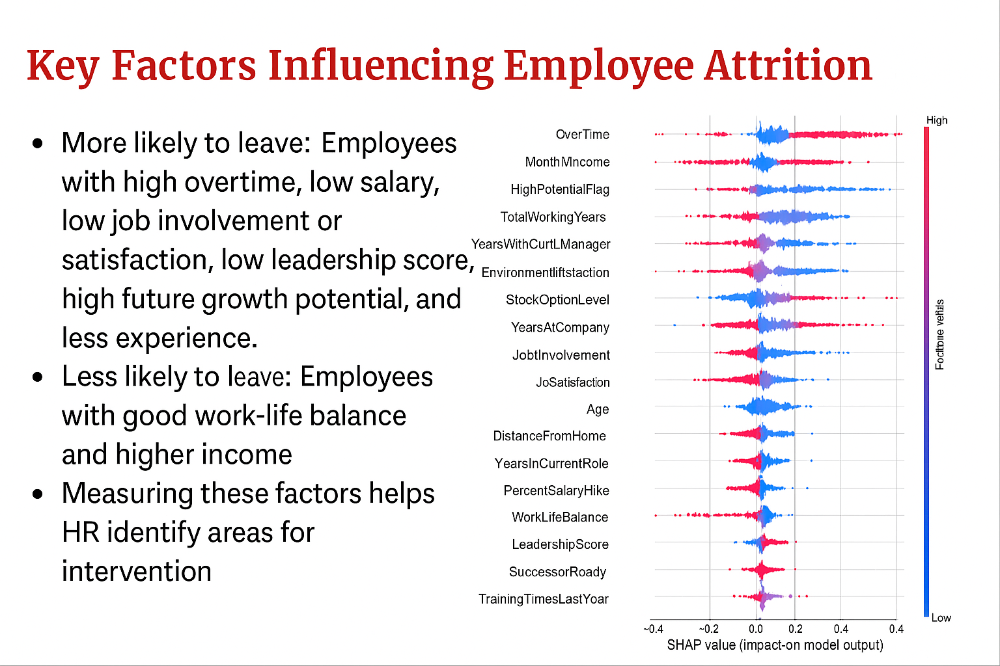 Key Factors Influencing Employee Attrition
• More likely to leave: Employees
with high overtime, low salary,
low job involvement or
satisfaction, low leadership score,
high future growth potential, and
less experience.
• Less likely to leave: Employees
with good work-life balance
and higher income
• Measuring these factors helps
HR identify areas for
intervention
OverTime
MonthMncome
HighPotentialFlag
TotalWorkingYears
YearsWithCurtLManager
Environmentliftstaction
StockOptionLevel
YearsAtCompany
JobtInvolvement
JoSatisfaction
Age
DistanceFromHome
YearsInCurrentRole
PercentSalaryHike
WorkLifeBalance
LeadershipScore
SuccessorRoady
TrainingTimesLastYoar
~0.4 ~0.2 0.0 0.2 0.4 0.4
SHAP value (impact-on model output)
High
Low